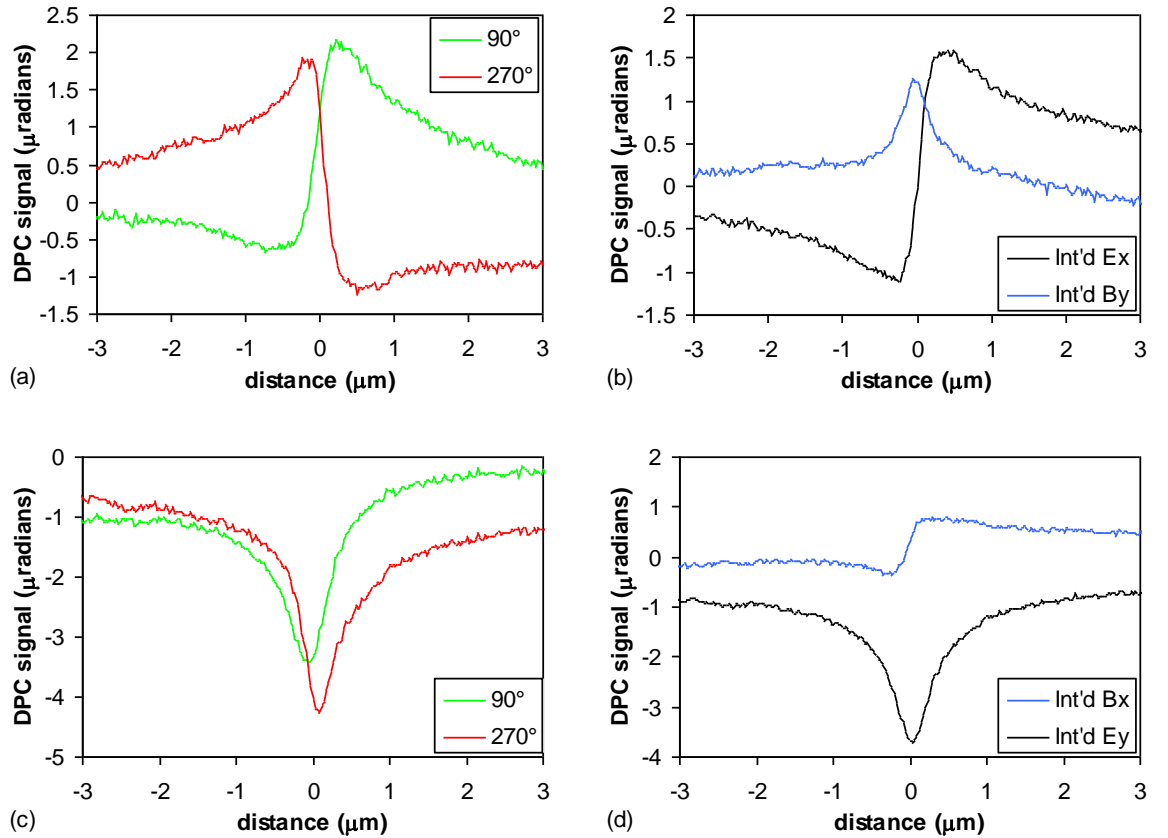 2.5
2
1.5
1
0.5
0
-0.5
-1
-1.5
DPC signal (μradians)
90°
270°
-3 -2 -1 0 1 2 3
distance (μm)
(a)
2
1.5
1
0.5
0
-0.5
-1
-1.5
DPC signal (μradians)
Int'd Ex
Int'd By
-3 -2 -1 0 1 2 3
distance (μm)
(b)
0
-1
-2
-3
-4
-5
DPC signal (μradians)
90°
270°
-3 -2 -1 0 1 2 3
distance (μm)
(c)
2
1
0
-1
-2
-3
-4
DPC signal (μradians)
Int'd Bx
Int'd Ey
-3 -2 -1 0 1 2 3
distance (μm)
(d)